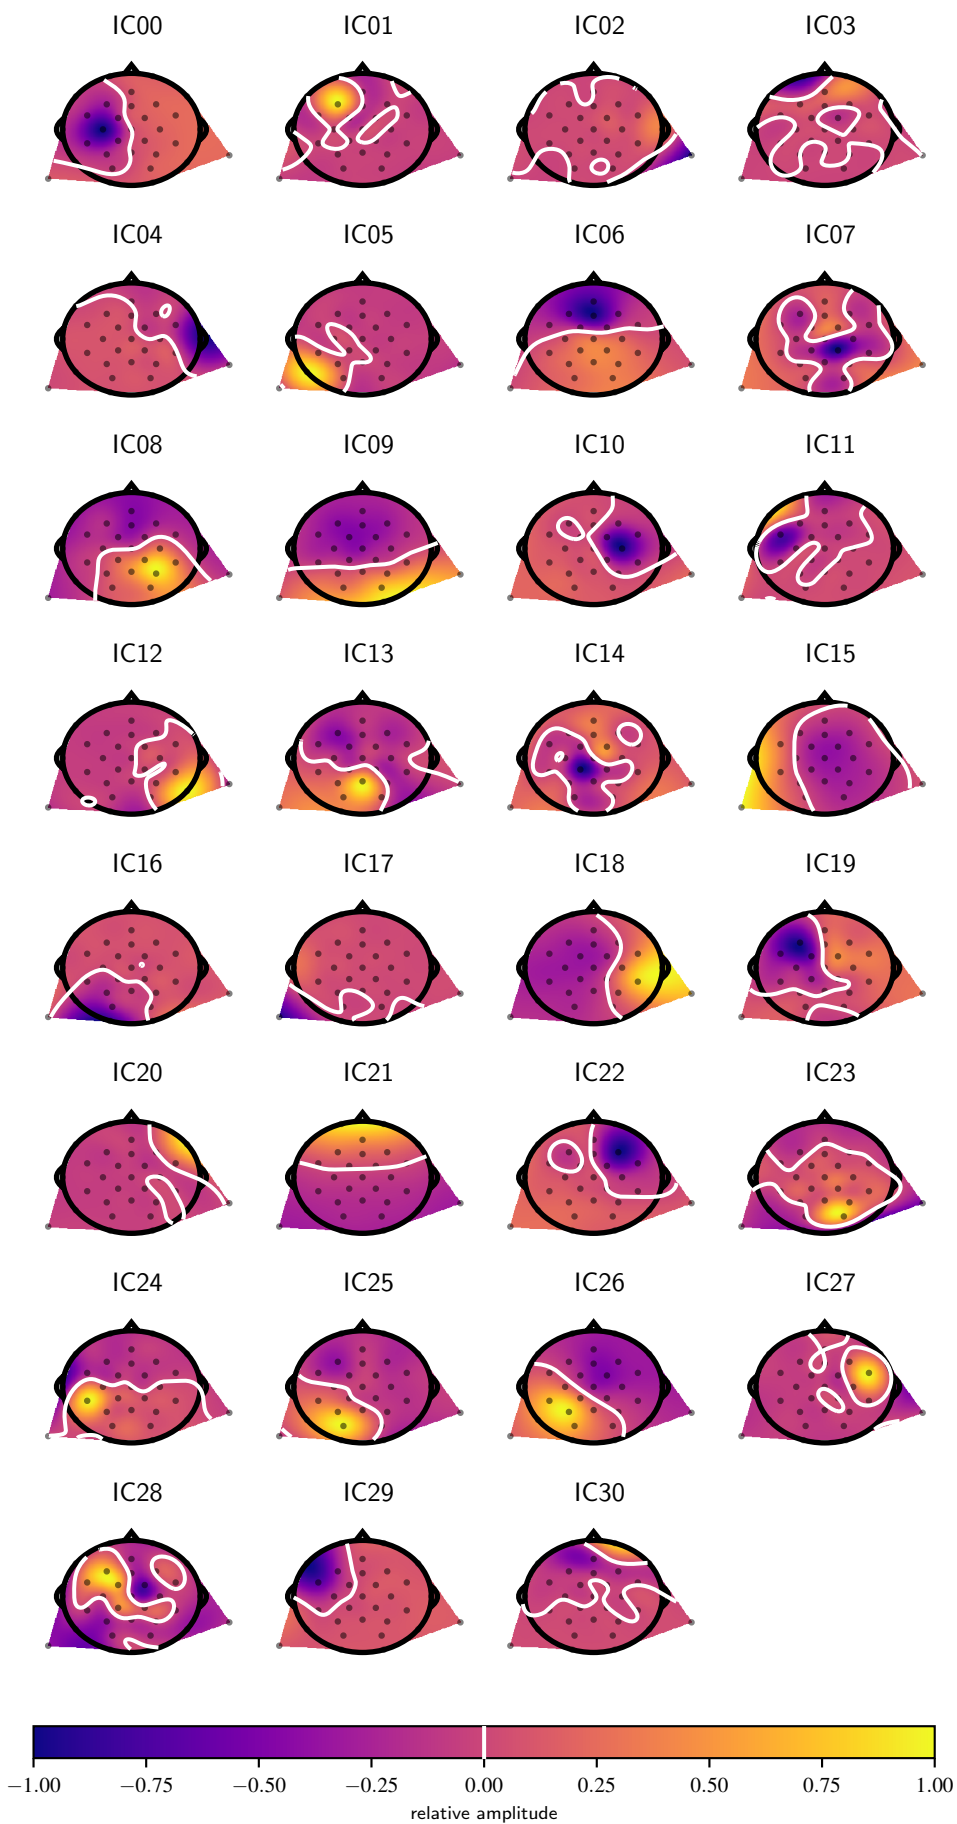 IC00 IC01 IC02 IC03
IC04 IC05 IC06 IC07
IC08 IC09 IC10 IC11
IC12 IC13 IC14 IC15
IC16 IC17 IC18 IC19
IC20 IC21 IC22 IC23
IC24 IC25 IC26 IC27
IC28 IC29 IC30
−1.00 −0.75 −0.50 −0.25 0.00 0.25 0.50 0.75 1.00
relative amplitude